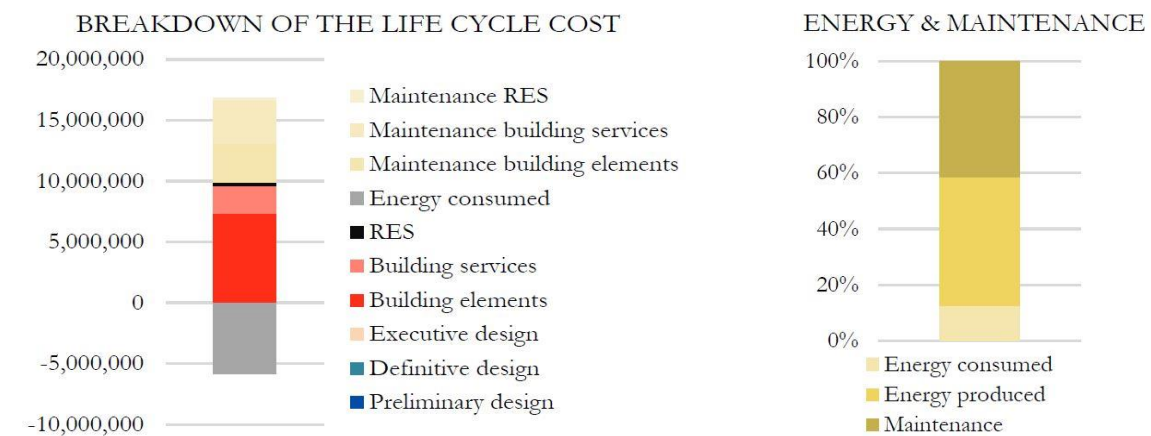 BREAKDOWN OF THE LIFE CYCLE COST
20,000,000
15,000,000
10,000,000
5,000,000
0
-5,000,000
-10,000,000
Maintenance RES
Maintenance building services
Maintenance building elements
Energy consumed
RES
Building services
Building elements
Executive design
Definitive design
Preliminary design
ENERGY & MAINTENANCE
100%
80%
60%
40%
20%
0%
Energy consumed
Energy produced
Maintenance